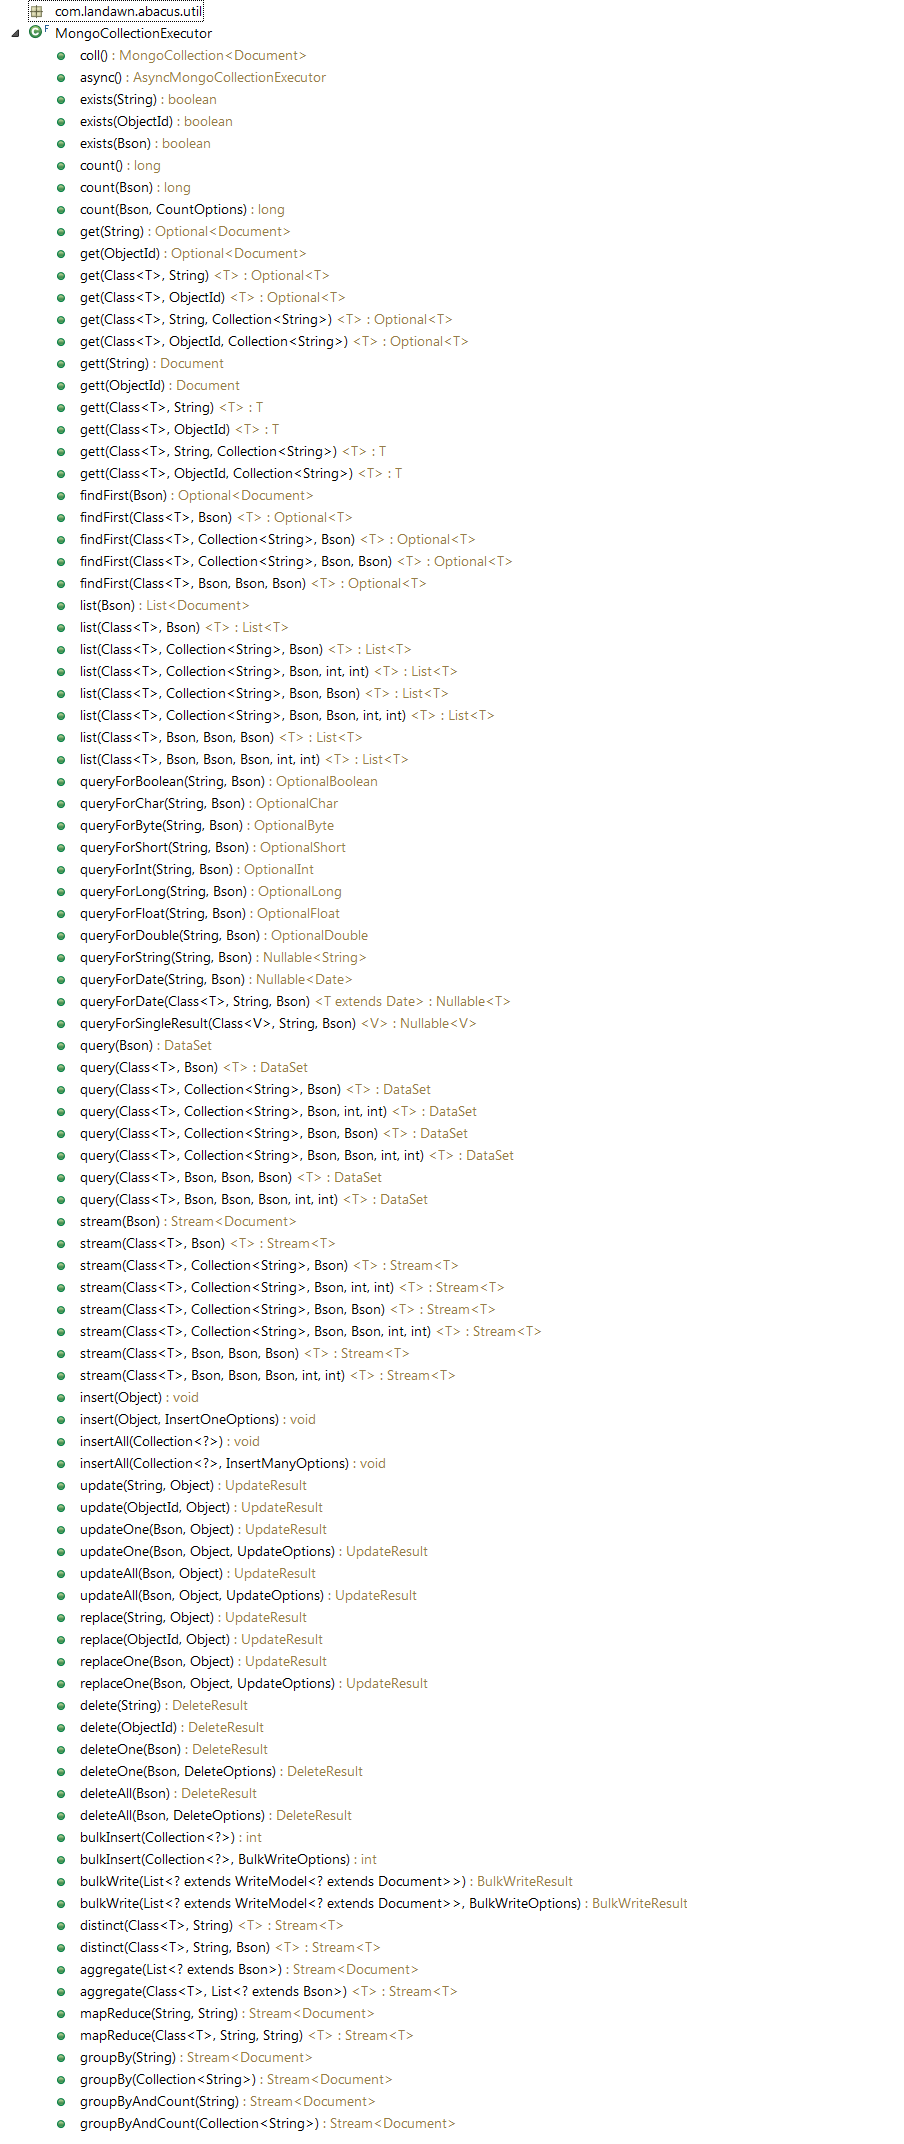 com.landawn.abacus.util
F MongoCollectionExecutor
coll() : MongoCollection<Document>
async() : AsyncMongoCollectionExecutor
exists(String) : boolean
exists(ObjectId) : boolean
exists(Bson) : boolean
count() : long
count(Bson) : long
count(Bson, CountOptions) : long
get(String) : Optional<Document>
get(ObjectId) : Optional<Document>
get(Class<T>, String) <T> : Optional<T>
get(Class<T>, ObjectId) <T> : Optional<T>
get(Class<T>, String, Collection<String>) <T> : Optional<T>
get(Class<T>, ObjectId, Collection<String>) <T> : Optional<T>
gett(String) : Document
gett(ObjectId) : Document
gett(Class<T>, String) <T> : T
gett(Class<T>, ObjectId) <T> : T
gett(Class<T>, String, Collection<String>) <T> : T
gett(Class<T>, ObjectId, Collection<String>) <T> : T
findFirst(Bson) : Optional<Document>
findFirst(Class<T>, Bson) <T> : Optional<T>
findFirst(Class<T>, Collection<String>, Bson) <T> : Optional<T>
findFirst(Class<T>, Collection<String>, Bson, Bson) <T> : Optional<T>
findFirst(Class<T>, Bson, Bson, Bson) <T> : Optional<T>
list(Bson) : List<Document>
list(Class<T>, Bson) <T> : List<T>
list(Class<T>, Collection<String>, Bson) <T> : List<T>
list(Class<T>, Collection<String>, Bson, int, int) <T> : List<T>
list(Class<T>, Collection<String>, Bson, Bson) <T> : List<T>
list(Class<T>, Collection<String>, Bson, Bson, int, int) <T> : List<T>
list(Class<T>, Bson, Bson, Bson) <T> : List<T>
list(Class<T>, Bson, Bson, Bson, int, int) <T> : List<T>
queryForBoolean(String, Bson) : OptionalBoolean
queryForChar(String, Bson) : OptionalChar
queryForByte(String, Bson) : OptionalByte
queryForShort(String, Bson) : OptionalShort
queryForInt(String, Bson) : OptionalInt
queryForLong(String, Bson) : OptionalLong
queryForFloat(String, Bson) : OptionalFloat
queryForDouble(String, Bson) : OptionalDouble
queryForString(String, Bson) : Nullable<String>
queryForDate(String, Bson) : Nullable<Date>
queryForDate(Class<T>, String, Bson) <T extends Date> : Nullable<T>
queryForSingleResult(Class<V>, String, Bson) <V> : Nullable<V>
query(Bson) : DataSet
query(Class<T>, Bson) <T> : DataSet
query(Class<T>, Collection<String>, Bson) <T> : DataSet
query(Class<T>, Collection<String>, Bson, int, int) <T> : DataSet
query(Class<T>, Collection<String>, Bson, Bson) <T> : DataSet
query(Class<T>, Collection<String>, Bson, Bson, int, int) <T> : DataSet
query(Class<T>, Bson, Bson, Bson) <T> : DataSet
query(Class<T>, Bson, Bson, Bson, int, int) <T> : DataSet
stream(Bson) : Stream<Document>
stream(Class<T>, Bson) <T> : Stream<T>
stream(Class<T>, Collection<String>, Bson) <T> : Stream<T>
stream(Class<T>, Collection<String>, Bson, int, int) <T> : Stream<T>
stream(Class<T>, Collection<String>, Bson, Bson) <T> : Stream<T>
stream(Class<T>, Collection<String>, Bson, Bson, int, int) <T> : Stream<T>
stream(Class<T>, Bson, Bson, Bson) <T> : Stream<T>
stream(Class<T>, Bson, Bson, Bson, int, int) <T> : Stream<T>
insert(Object) : void
insert(Object, InsertOneOptions) : void
insertAll(Collection<?>) : void
insertAll(Collection<?>, InsertManyOptions) : void
update(String, Object) : UpdateResult
update(ObjectId, Object) : UpdateResult
updateOne(Bson, Object) : UpdateResult
updateOne(Bson, Object, UpdateOptions) : UpdateResult
updateAll(Bson, Object) : UpdateResult
updateAll(Bson, Object, UpdateOptions) : UpdateResult
replace(String, Object) : UpdateResult
replace(ObjectId, Object) : UpdateResult
replaceOne(Bson, Object) : UpdateResult
replaceOne(Bson, Object, UpdateOptions) : UpdateResult
delete(String) : DeleteResult
delete(ObjectId) : DeleteResult
deleteOne(Bson) : DeleteResult
deleteOne(Bson, DeleteOptions) : DeleteResult
deleteAll(Bson) : DeleteResult
deleteAll(Bson, DeleteOptions) : DeleteResult
bulkInsert(Collection<?>) : int
bulkInsert(Collection<?>, BulkWriteOptions) : int
bulkWrite(List<? extends WriteModel<? extends Document>>) : BulkWriteResult
bulkWrite(List<? extends WriteModel<? extends Document>>, BulkWriteOptions) : BulkWriteResult
distinct(Class<T>, String) <T> : Stream<T>
distinct(Class<T>, String, Bson) <T> : Stream<T>
aggregate(List<? extends Bson>) : Stream<Document>
aggregate(Class<T>, List<? extends Bson>) <T> : Stream<T>
mapReduce(String, String) : Stream<Document>
mapReduce(Class<T>, String, String) <T> : Stream<T>
groupBy(String) : Stream<Document>
groupBy(Collection<String>) : Stream<Document>
groupByAndCount(String) : Stream<Document>
groupByAndCount(Collection<String>) : Stream<Document>